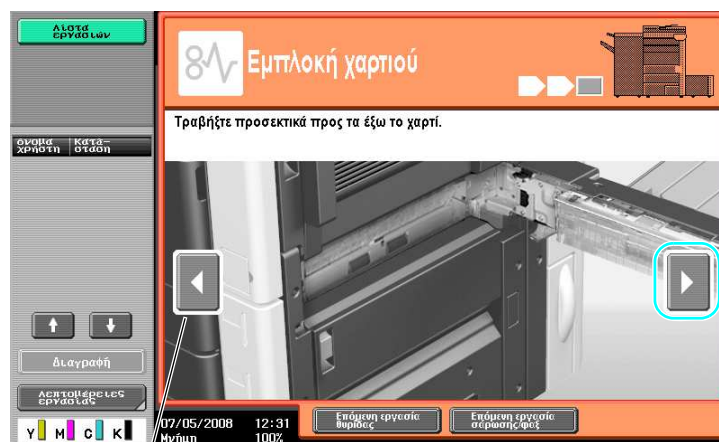 Λίστα
εργασιών
Εμπλοκή χαρτιού
Τραβήξτε προσεκτικά προς τα έξω το χαρτί.
όνομα Κατά-
χρήστη σταση
Διαγραφή
Λεπτομέρειες
εργασίας
Y M C K
07/05/2008 12:31
Μνήμη 100%
Επόμενη εργασία
θυρίδας
Επόμενη εργασία
σάρωσης/φαξ